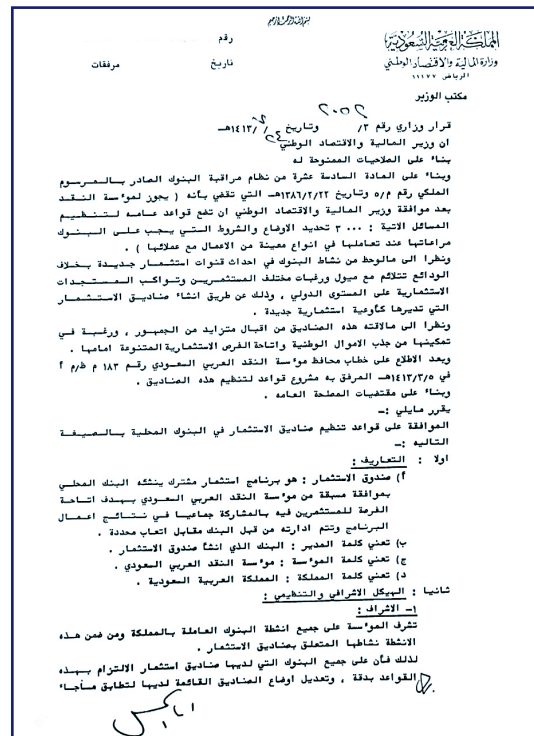 بسم الله الرحمن الرحيم
المملكة العربية السعودية
وزارة المالية والاقتصاد الوطني
الرياض ١١١٧٧
مكتب الوزير
رقم
تاريخ
مرفقات
قرار وزاري رقم ٣/ ٢٠٥٢ وتاريخ ٢٤/ /١٤١٣هـ
ان وزير المالية والاقتصاد الوطني
بناء على الصلاحيات الممنوحة له
وبناء على المادة السادسة عشرة من نظام مراقبة البنوك الصادر بالمرسوم
الملكي رقم م/٥ وتاريخ ١٣٨٦/٢/٢٢هـ التي تقضي بأنه ( يجوز لمؤسسة النقد
بعد موافقة وزير المالية والاقتصاد الوطني ان تضع قواعد عامه لتنظيم
المسائل الاتية : ... ٣ تحديد الاوضاع والشروط التي يجب على البنوك
مراعاتها عند تعاملها في انواع معينة من الاعمال مع عملائها ) .
ونظرا الى مالوحظ من نشاط البنوك في احداث قنوات استثمار جديدة بخلاف
الودائع تتلائم مع ميول ورغبات مختلف المستثمرين وتواكب المستجدات
الاستثمارية على المستوى الدولي ، وذلك عن طريق انشاء صناديق الاستثمار
التي تديرها كأوعية استثمارية جديدة .
ونظرا الى مالاقته هذه الصناديق من اقبال متزايد من الجمهور ، ورغبة في
تمكينها من جذب الاموال الوطنية واتاحة الفرص الاستثمارية المتنوعة امامها .
وبعد الاطلاع على خطاب محافظ مؤسسة النقد العربي السعودي رقم ١٨٣ م ظ/م أ
في ١٤١٣/٣/٥هـ المرفق به مشروع قواعد لتنظيم هذه الصناديق .
وبناء على مقتضيات المصلحة العامه .
يقرر مايلي :-
الموافقة على قواعد تنظيم صناديق الاستثمار في البنوك المحلية بالصيغة
التاليه :-
اولا : التعاريف :
أ) صندوق الاستثمار : هو برنامج استثمار مشترك ينشئه البنك المحلي
بموافقة مسبقة من مؤسسة النقد العربي السعودي بهدف اتاحة
الفرصة للمستثمرين فيه بالمشاركة جماعيا في نتائج اعمال
البرنامج وتتم ادارته من قبل البنك مقابل اتعاب محددة .
ب) تعني كلمة المدير : البنك الذي انشأ صندوق الاستثمار .
ج) تعني كلمة المؤسسة : مؤسسة النقد العربي السعودي .
د) تعني كلمة المملكة : المملكة العربية السعودية .
ثانيا : الهيكل الاشرافي والتنظيمي :
١- الاشراف :
تشرف المؤسسة على جميع انشطة البنوك العاملة بالمملكة ومن ضمن هذه
الانشطة نشاطها المتعلق بصناديق الاستثمار .
لذلك فأن على جميع البنوك التي لديها صناديق استثمار الالتزام بهذه
القواعد بدقة ، وتعديل اوضاع الصناديق القائمة لديها لتطابق ماجاء